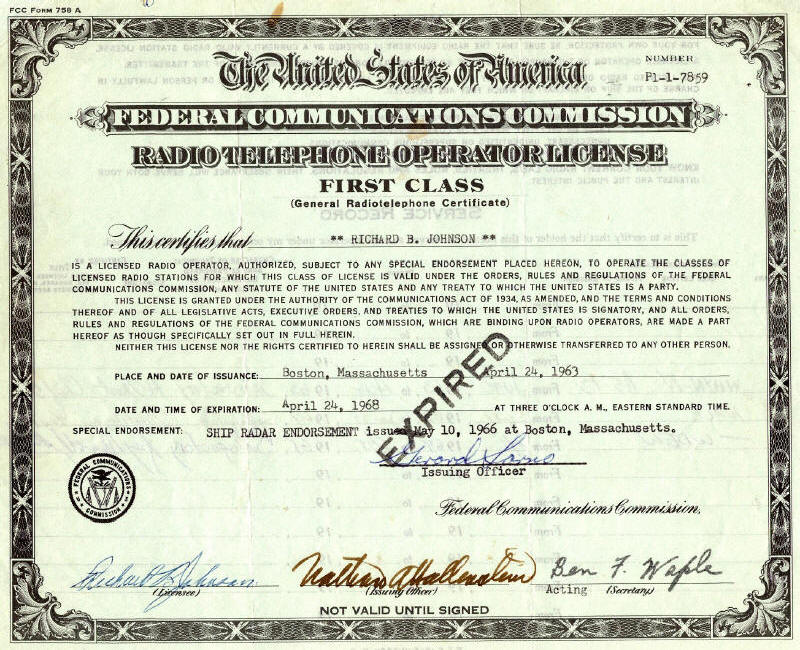 FCC FORM 758 A
The United States of America
NUMBER
P1-1-7859
FEDERAL COMMUNICATIONS COMMISSION
RADIO TELEPHONE OPERATOR LICENSE
FIRST CLASS
(General Radiotelephone Certificate)
This certifies that ** RICHARD B. JOHNSON **
IS A LICENSED RADIO OPERATOR, AUTHORIZED, SUBJECT TO ANY SPECIAL ENDORSEMENT PLACED HEREON, TO OPERATE THE CLASSES OF
LICENSED RADIO STATIONS FOR WHICH THIS CLASS OF LICENSE IS VALID UNDER THE ORDERS, RULES AND REGULATIONS OF THE FEDERAL
COMMUNICATIONS COMMISSION, ANY STATUTE OF THE UNITED STATES AND ANY TREATY TO WHICH THE UNITED STATES IS A PARTY.
THIS LICENSE IS GRANTED UNDER THE AUTHORITY OF THE COMMUNICATIONS ACT OF 1934, AS AMENDED, AND THE TERMS AND CONDITIONS
THEREOF AND OF ALL LEGISLATIVE ACTS, EXECUTIVE ORDERS, AND TREATIES TO WHICH THE UNITED STATES IS SIGNATORY, AND ALL ORDERS,
RULES AND REGULATIONS OF THE FEDERAL COMMUNICATIONS COMMISSION, WHICH ARE BINDING UPON RADIO OPERATORS, ARE MADE A PART
HEREOF AS THOUGH SPECIFICALLY SET OUT IN FULL HEREIN.
NEITHER THIS LICENSE NOR THE RIGHTS CERTIFIED TO HEREIN SHALL BE ASSIGNED OR OTHERWISE TRANSFERRED TO ANY OTHER PERSON.
EXPIRED
PLACE AND DATE OF ISSUANCE: Boston, Massachusetts April 24, 1963
DATE AND TIME OF EXPIRATION: April 24, 1968 AT THREE O'CLOCK A. M., EASTERN STANDARD TIME.
SPECIAL ENDORSEMENT: SHIP RADAR ENDORSEMENT issued May 10, 1966 at Boston, Massachusetts.
Issuing Officer
FEDERAL COMMUNICATIONS COMMISSION
Federal Communications Commission.
Richard B. Johnson
Ben F. Waple
(Licensee)
(Issuing Officer)
Acting (Secretary)
NOT VALID UNTIL SIGNED